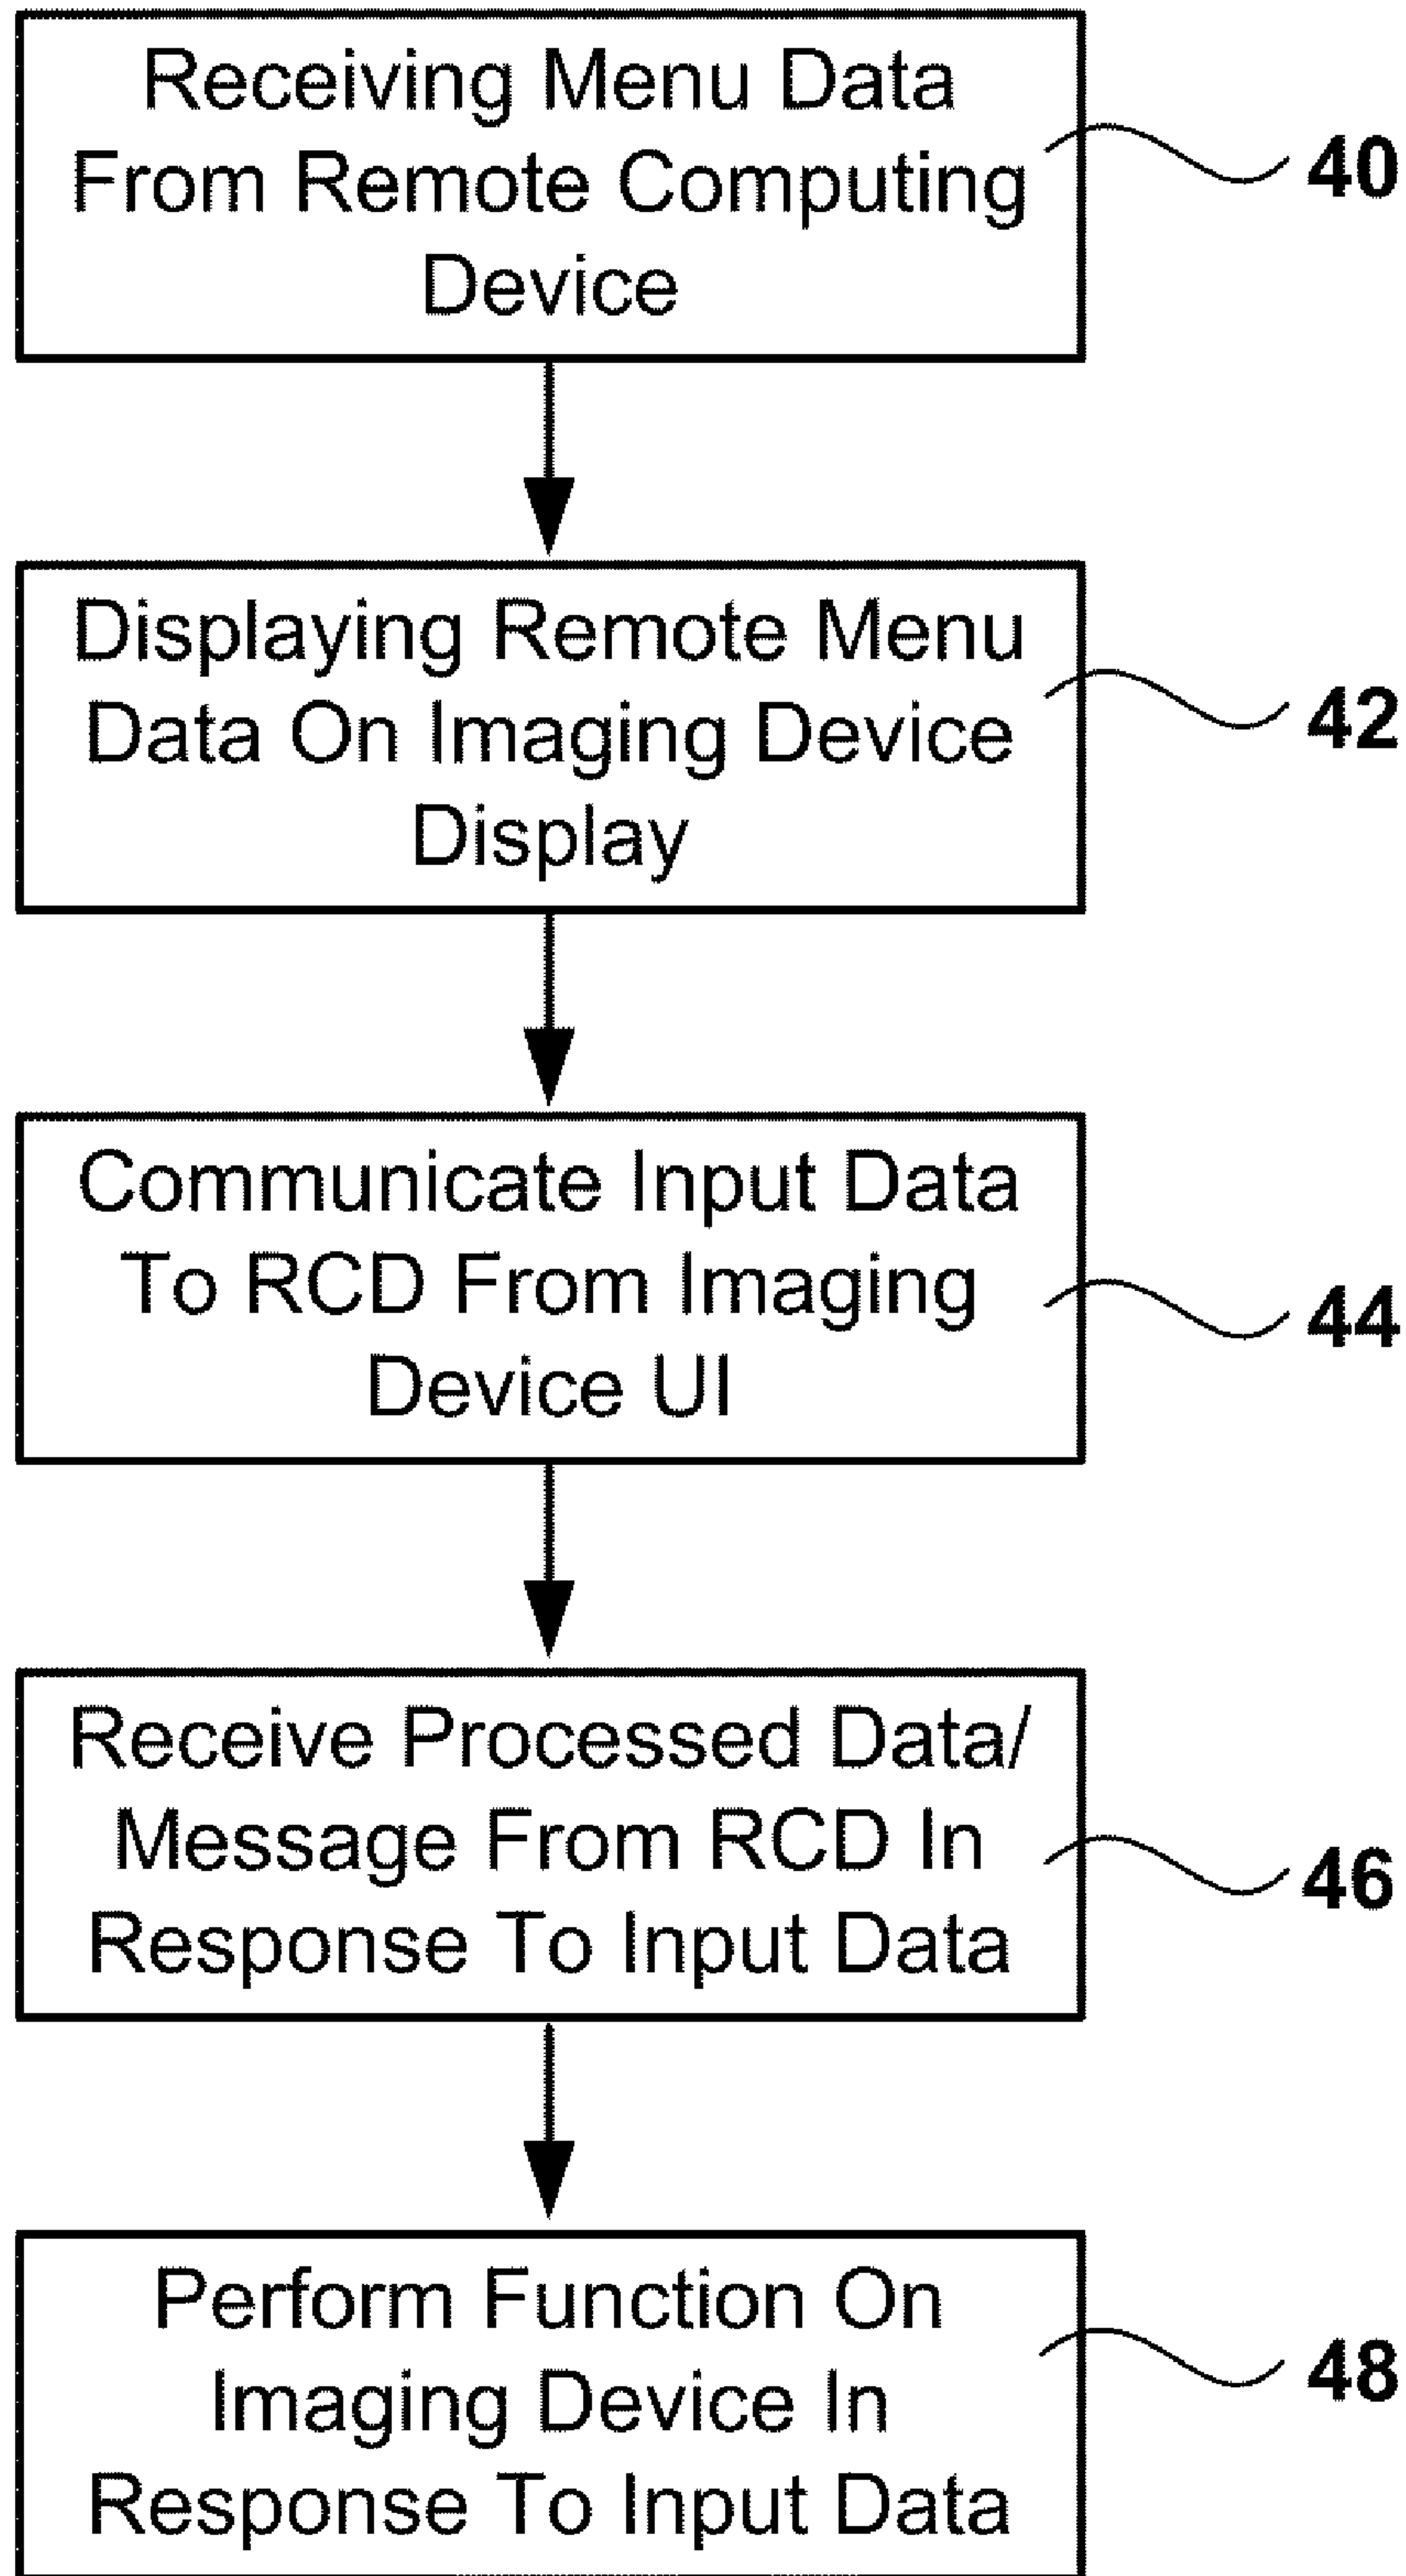 Receiving Menu Data
From Remote Computing
Device
40
Displaying Remote Menu
Data On Imaging Device
Display
42
Communicate Input Data
To RCD From Imaging
Device UI
44
Receive Processed Data/
Message From RCD In
Response To Input Data
46
Perform Function On
Imaging Device In
Response To Input Data
48